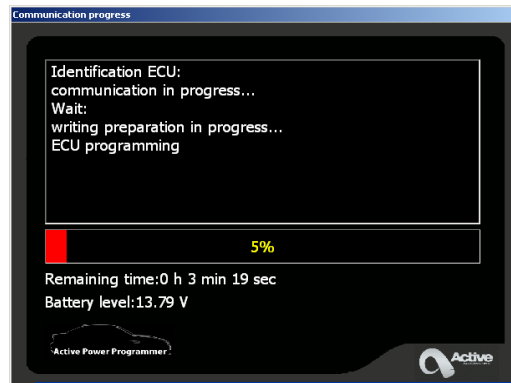 Communication progress
Identification ECU:
communication in progress...
Wait:
writing preparation in progress...
ECU programming
5%
Remaining time:0 h 3 min 19 sec
Battery level:13.79 V
Active Power Programmer
Active